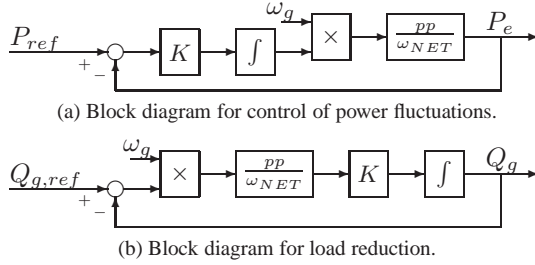 ω_g
P_ref + − K ∫ × pp/ω_NET P_e
(a) Block diagram for control of power fluctuations.
ω_g
Q_g,ref + − × pp/ω_NET K ∫ Q_g
(b) Block diagram for load reduction.